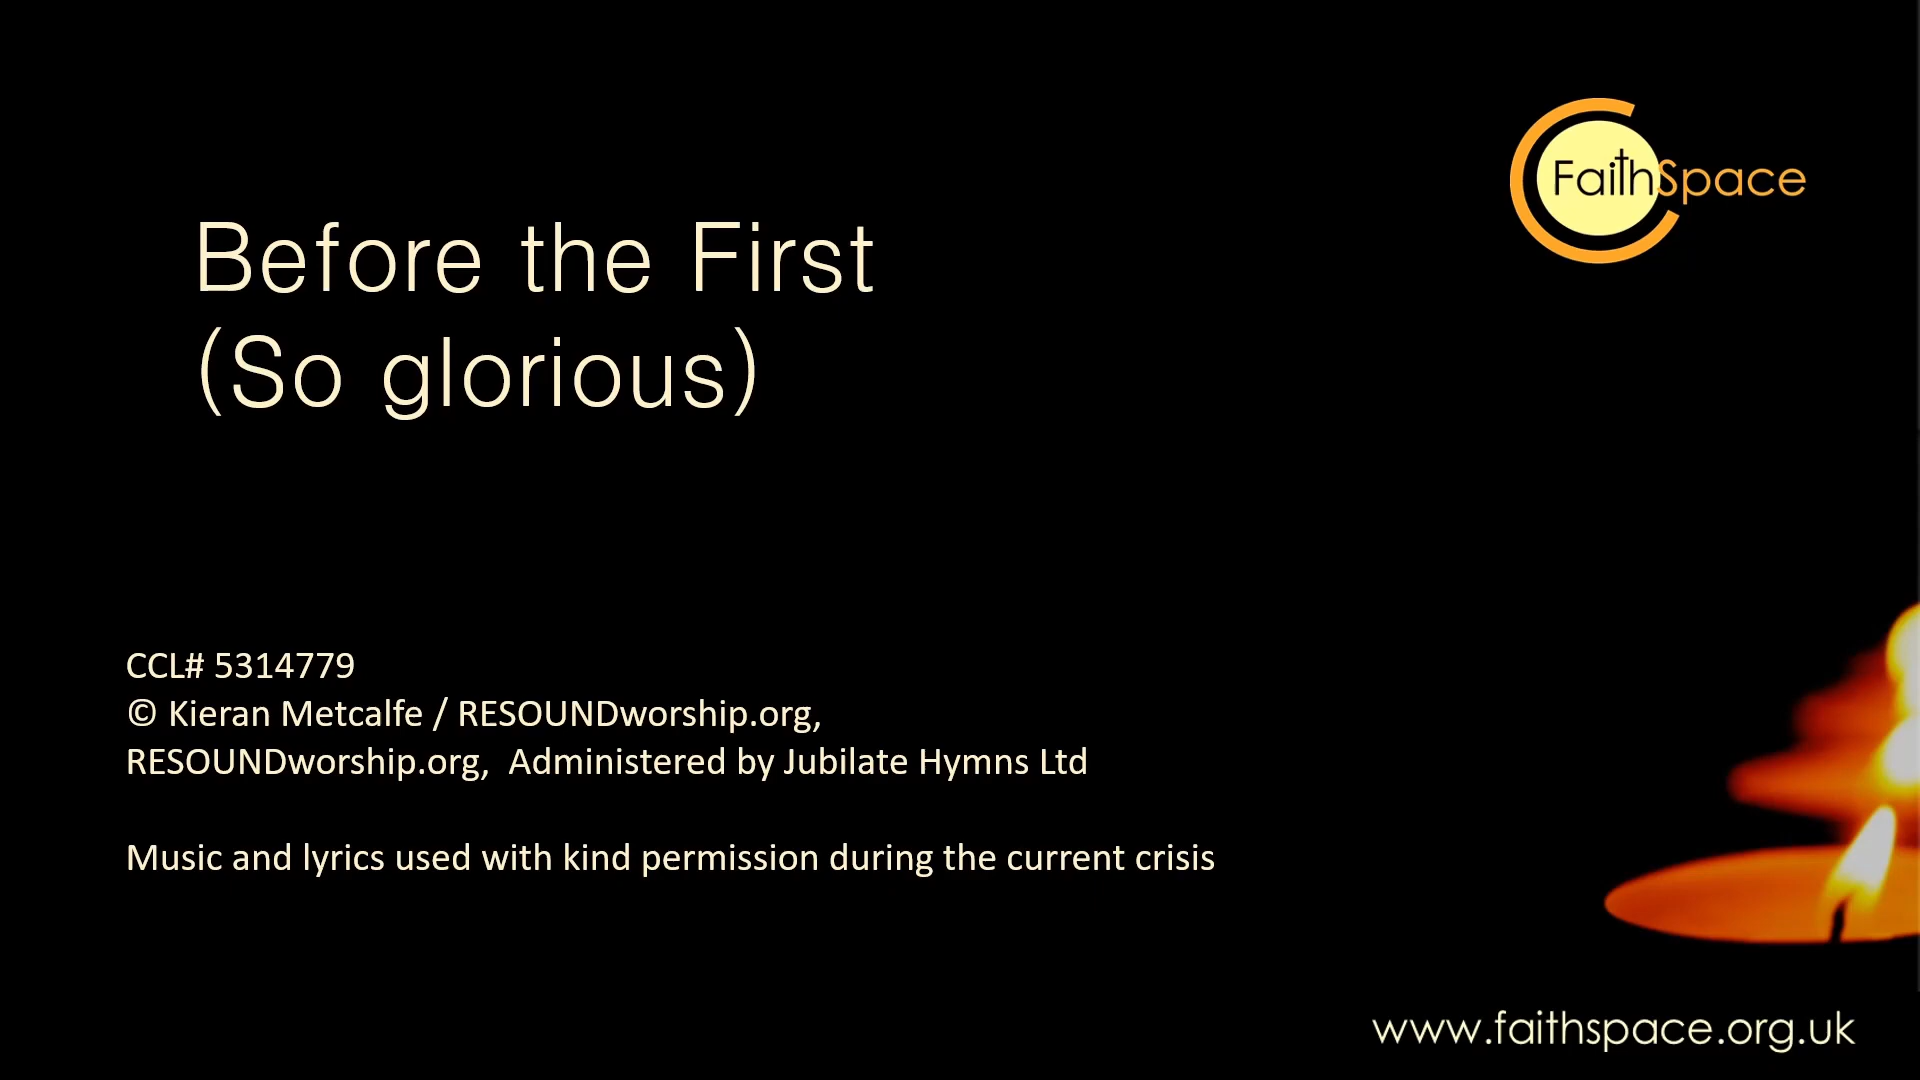 FaithSpace
Before the First
(So glorious)
CCL# 5314779
© Kieran Metcalfe / RESOUNDworship.org,
RESOUNDworship.org,  Administered by Jubilate Hymns Ltd
Music and lyrics used with kind permission during the current crisis
www.faithspace.org.uk